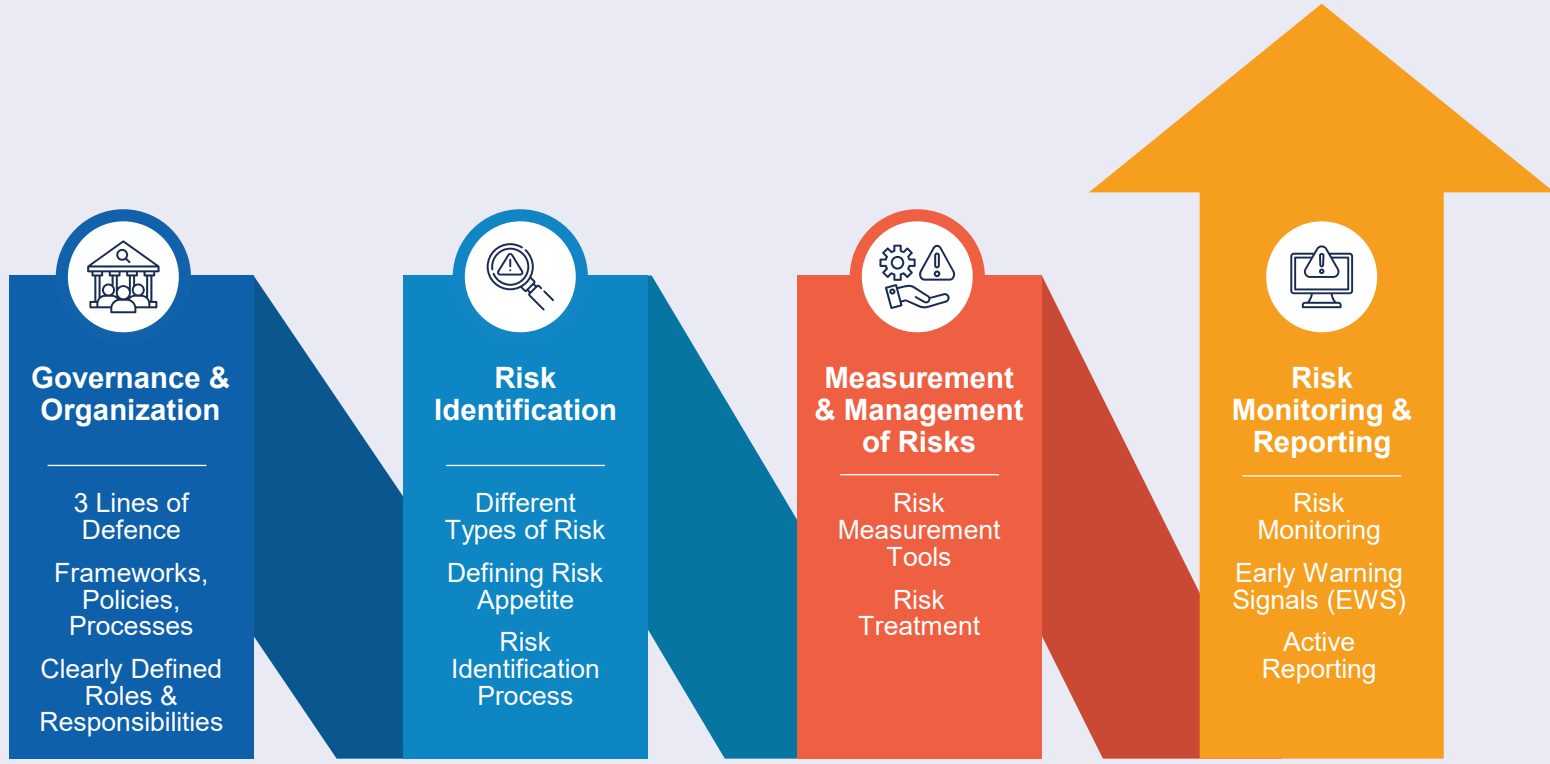 Governance &
Organization
3 Lines of
Defence
Frameworks,
Policies,
Processes
Clearly Defined
Roles &
Responsibilities
Risk
Identification
Different
Types of Risk
Defining Risk
Appetite
Risk
Identification
Process
Measurement
& Management
of Risks
Risk
Measurement
Tools
Risk
Treatment
Risk
Monitoring &
Reporting
Risk
Monitoring
Early Warning
Signals (EWS)
Active
Reporting